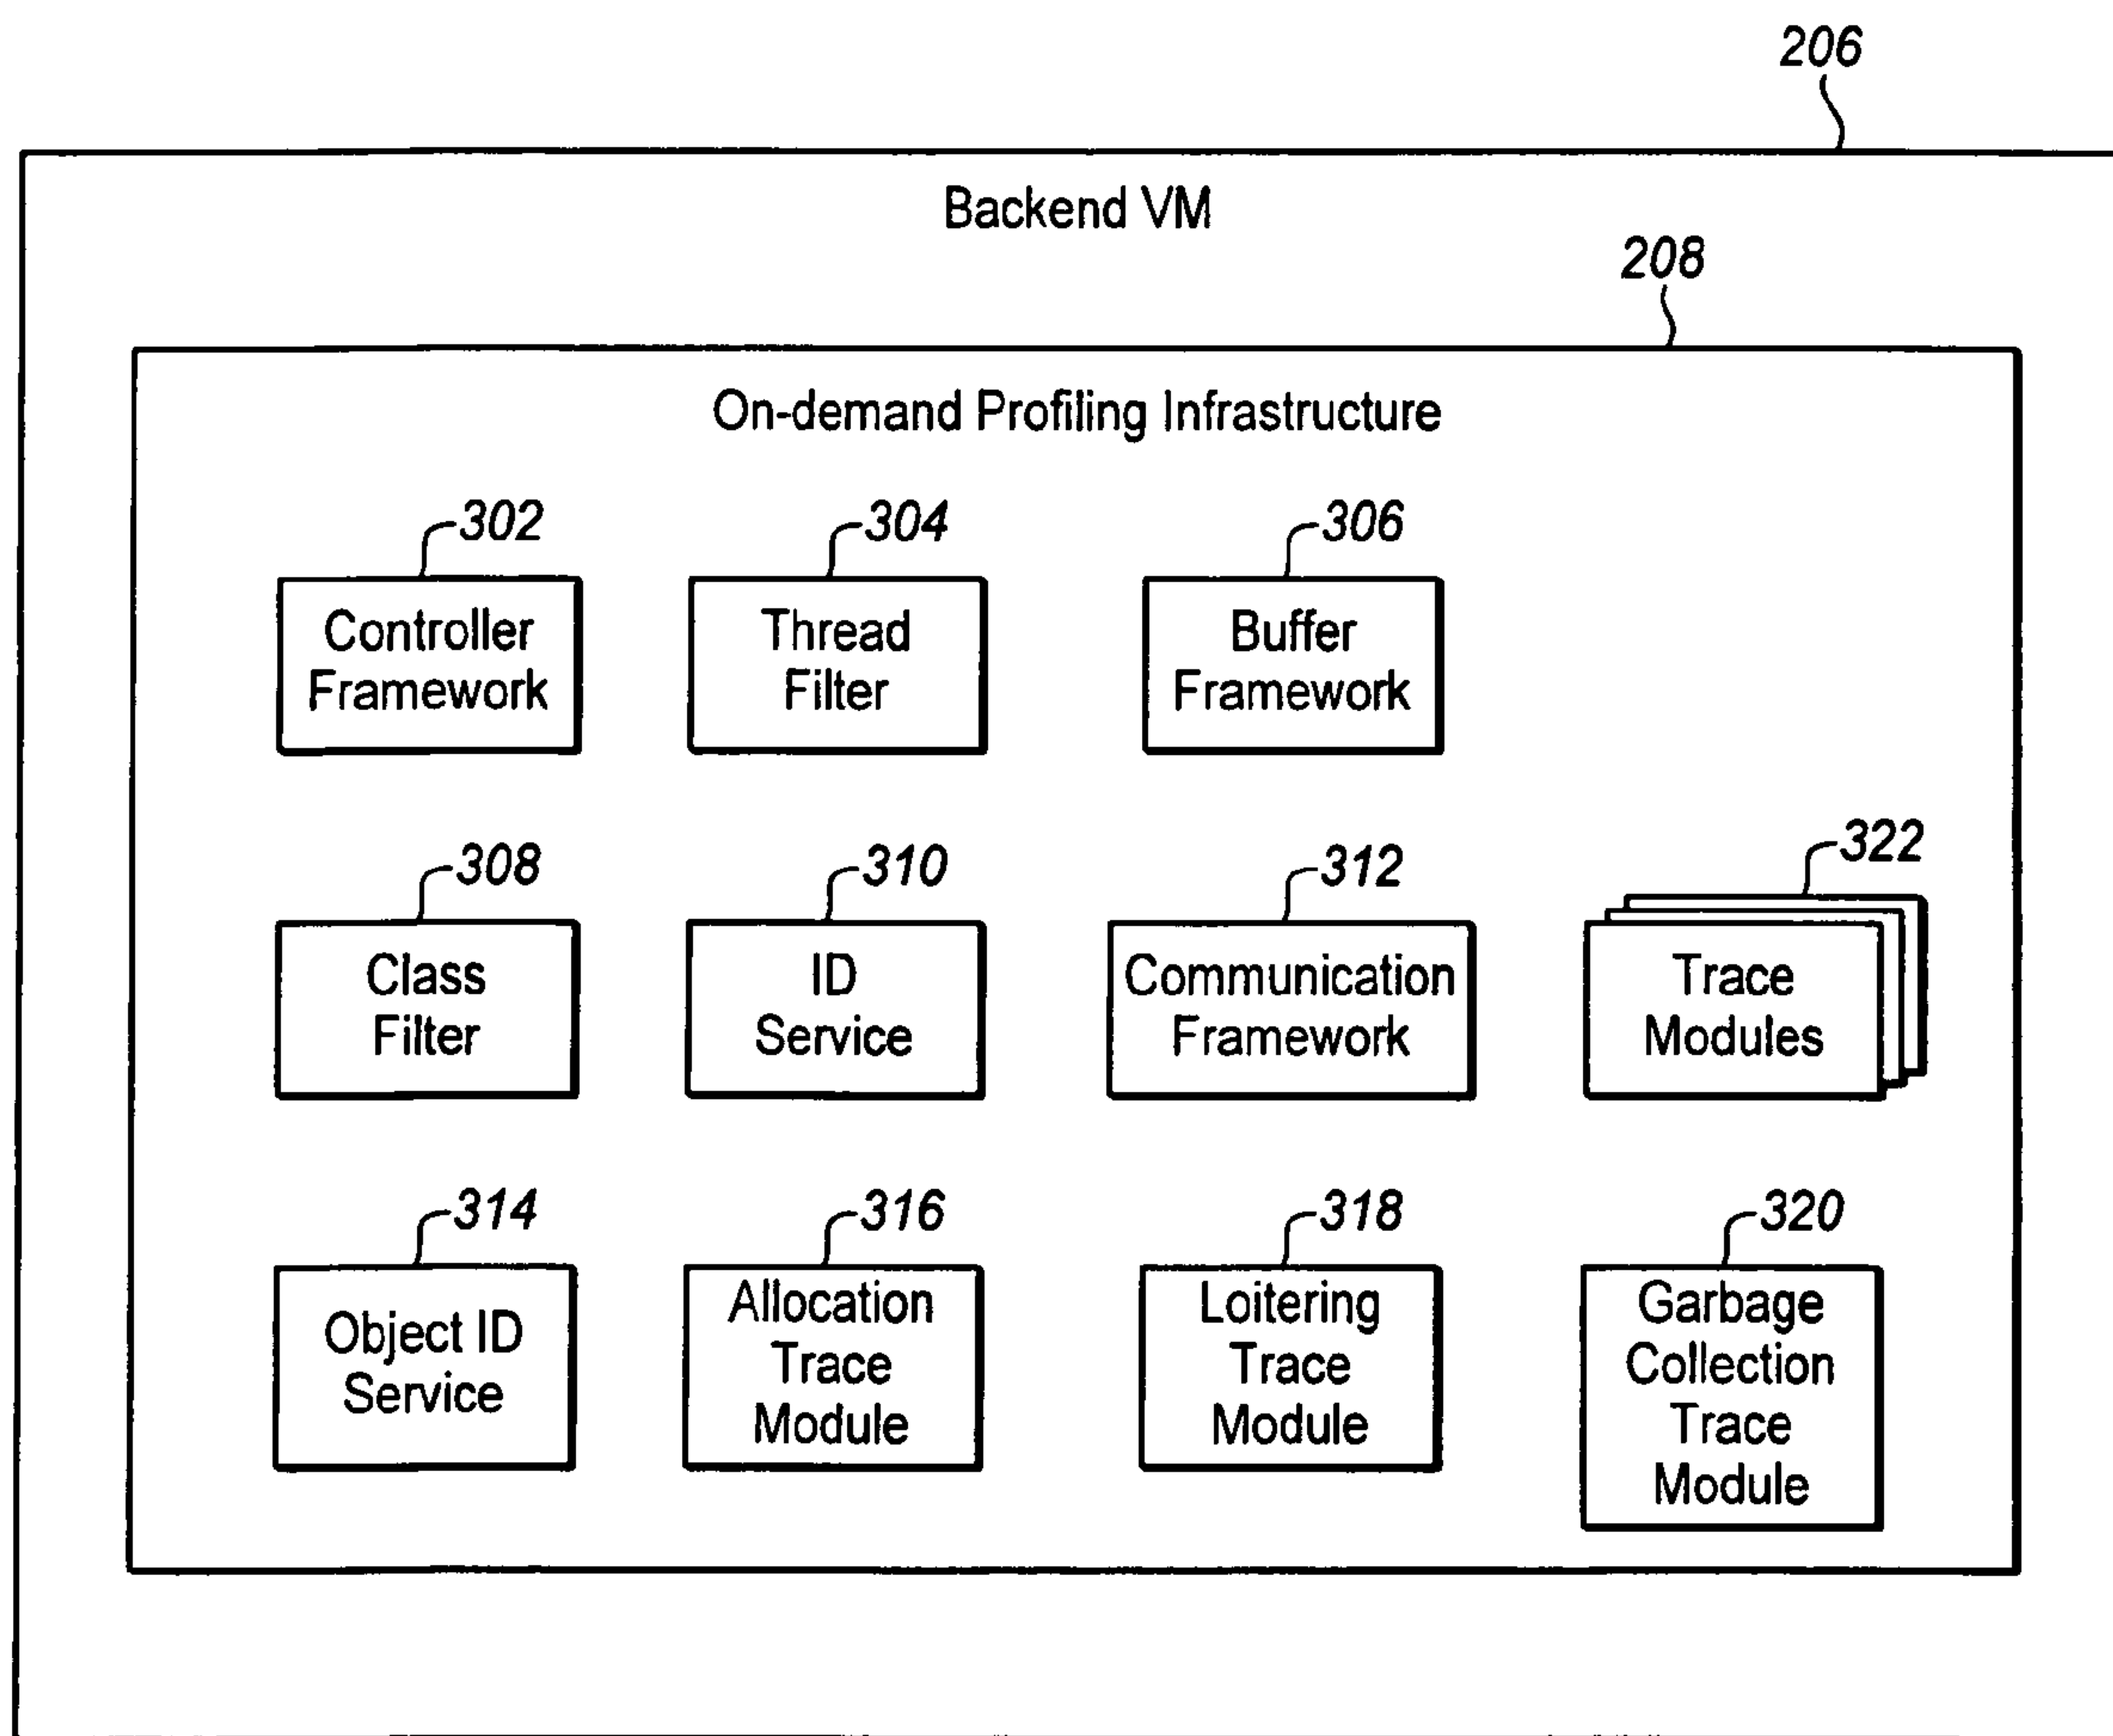 206
Backend VM
208
On-demand Profiling Infrastructure
302
304
306
Controller
Framework
Thread
Filter
Buffer
Framework
308
310
312
322
Class
Filter
ID
Service
Communication
Framework
Trace
Modules
314
316
318
320
Object ID
Service
Allocation
Trace
Module
Loitering
Trace
Module
Garbage
Collection
Trace
Module